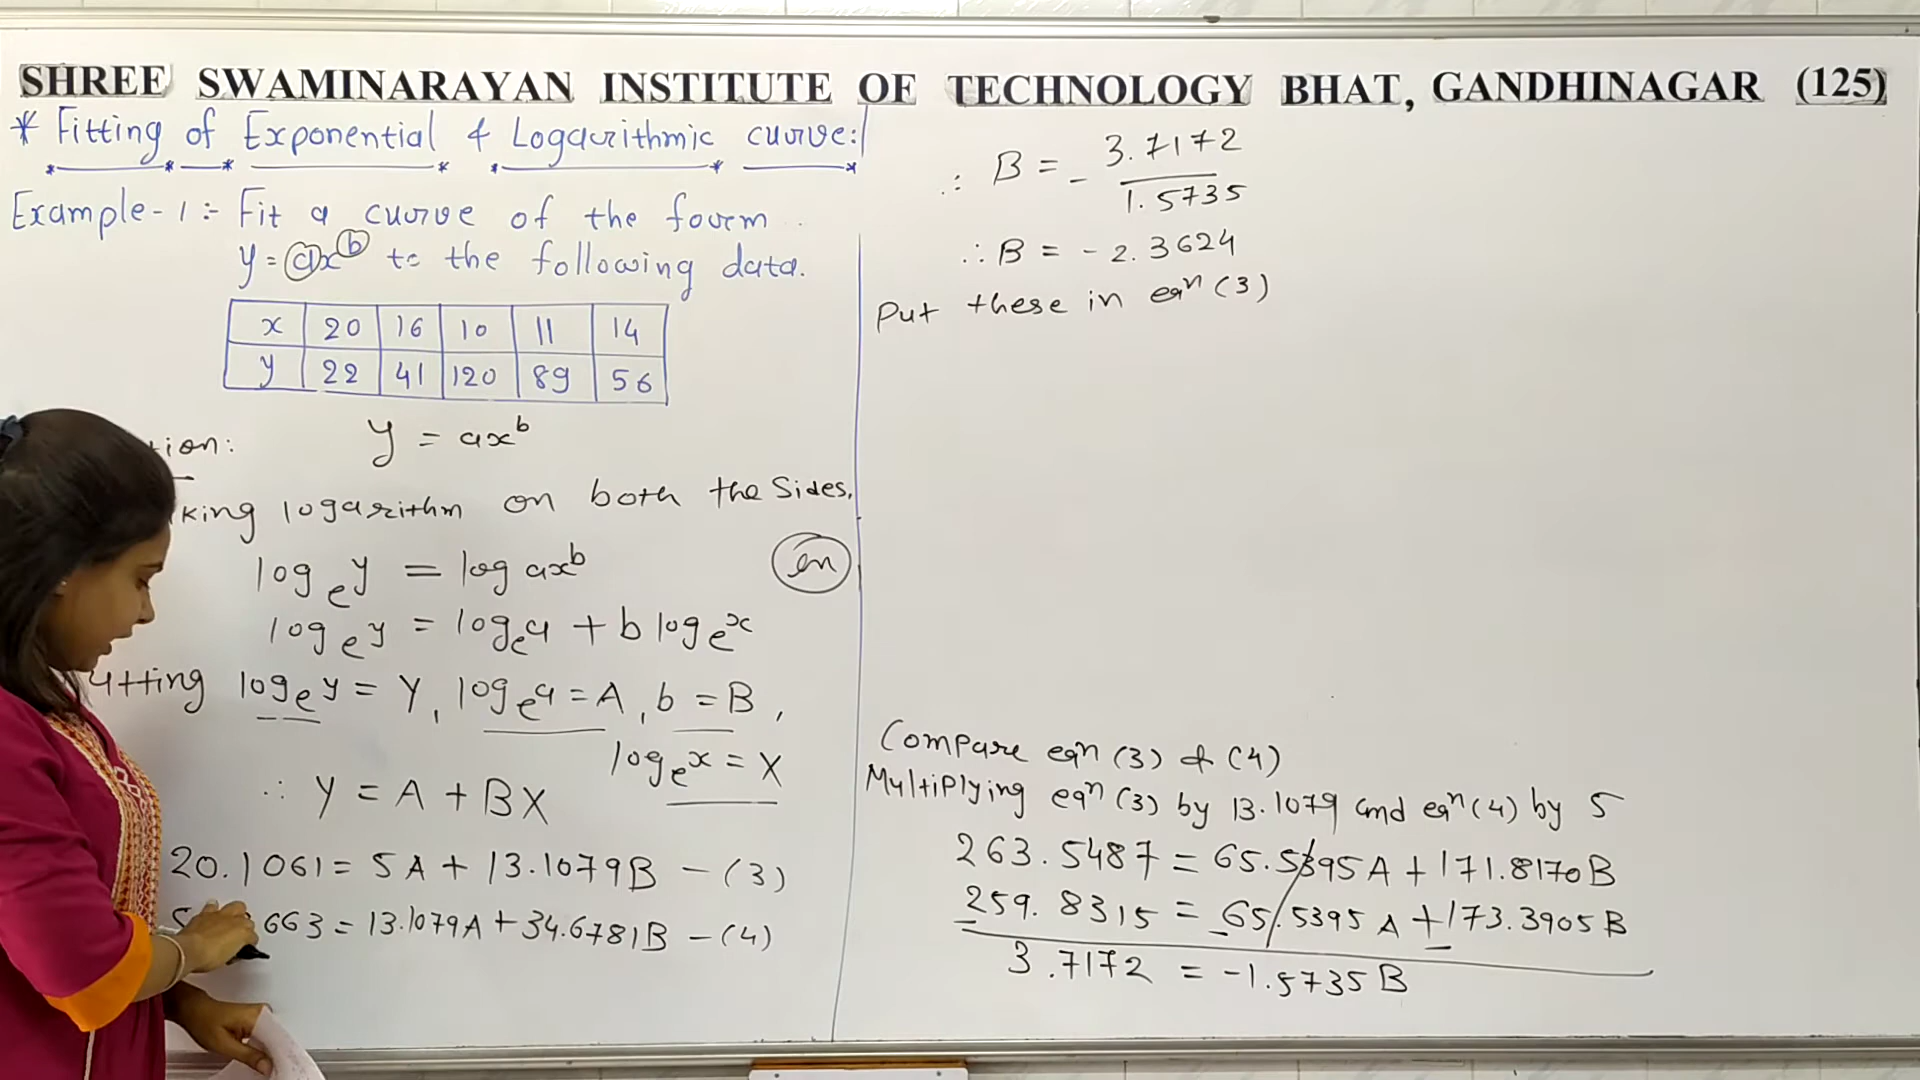 SHREE SWAMINARAYAN INSTITUTE OF TECHNOLOGY BHAT, GANDHINAGAR (125)
* Fitting of Exponential & Logarithmic curve:
Example-1:- Fit a curve of the form
y = ax^b to the following data.
x 20 16 10 11 14
y 22 41 120 89 56
tion: y = ax^b
king logarithm on both the sides,
log_e y = log ax^b
ln
log_e y = log_e a + b log_e x
utting log_e y = Y, log_e a = A, b = B,
log_e x = X
∴ Y = A + BX
20.1061 = 5A + 13.1079B - (3)
663 = 13.1079A + 34.6781B - (4)
∴ B = - 3.7172 / 1.5735
∴ B = - 2.3624
Put these in eqn (3)
Compare eqn (3) & (4)
Multiplying eqn (3) by 13.1079 and eqn (4) by 5
263.5487 = 65.5395A + 171.8170B
259.8315 = 65.5395A + 173.3905B
3.7172 = -1.5735B